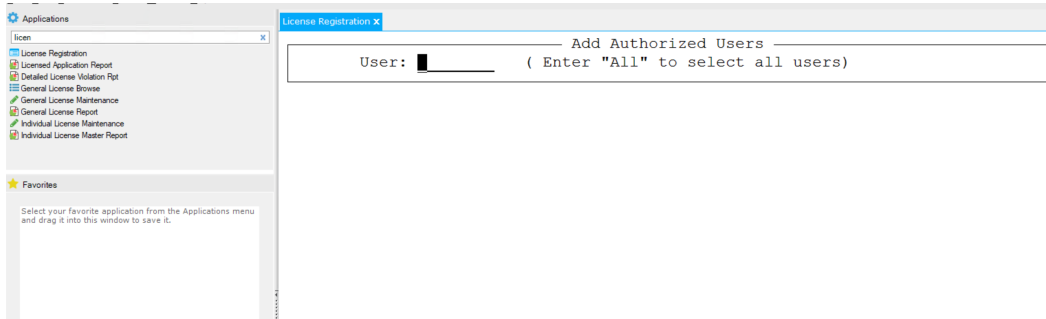 Applications
licen
License Registration
Licensed Application Report
Detailed License Violation Rpt
General License Browse
General License Maintenance
General License Report
Individual License Maintenance
Individual License Master Report
Favorites
Select your favorite application from the Applications menu
and drag it into this window to save it.
License Registration X
Add Authorized Users
User: ( Enter "All" to select all users)